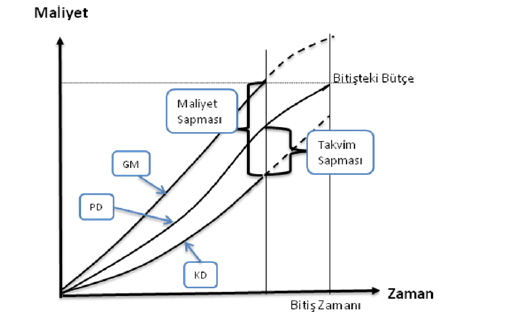 Maliyet
Bitişteki Bütçe
Maliyet
Sapması
Takvim
Sapması
GM
PD
KD
Zaman
Bitiş Zamanı